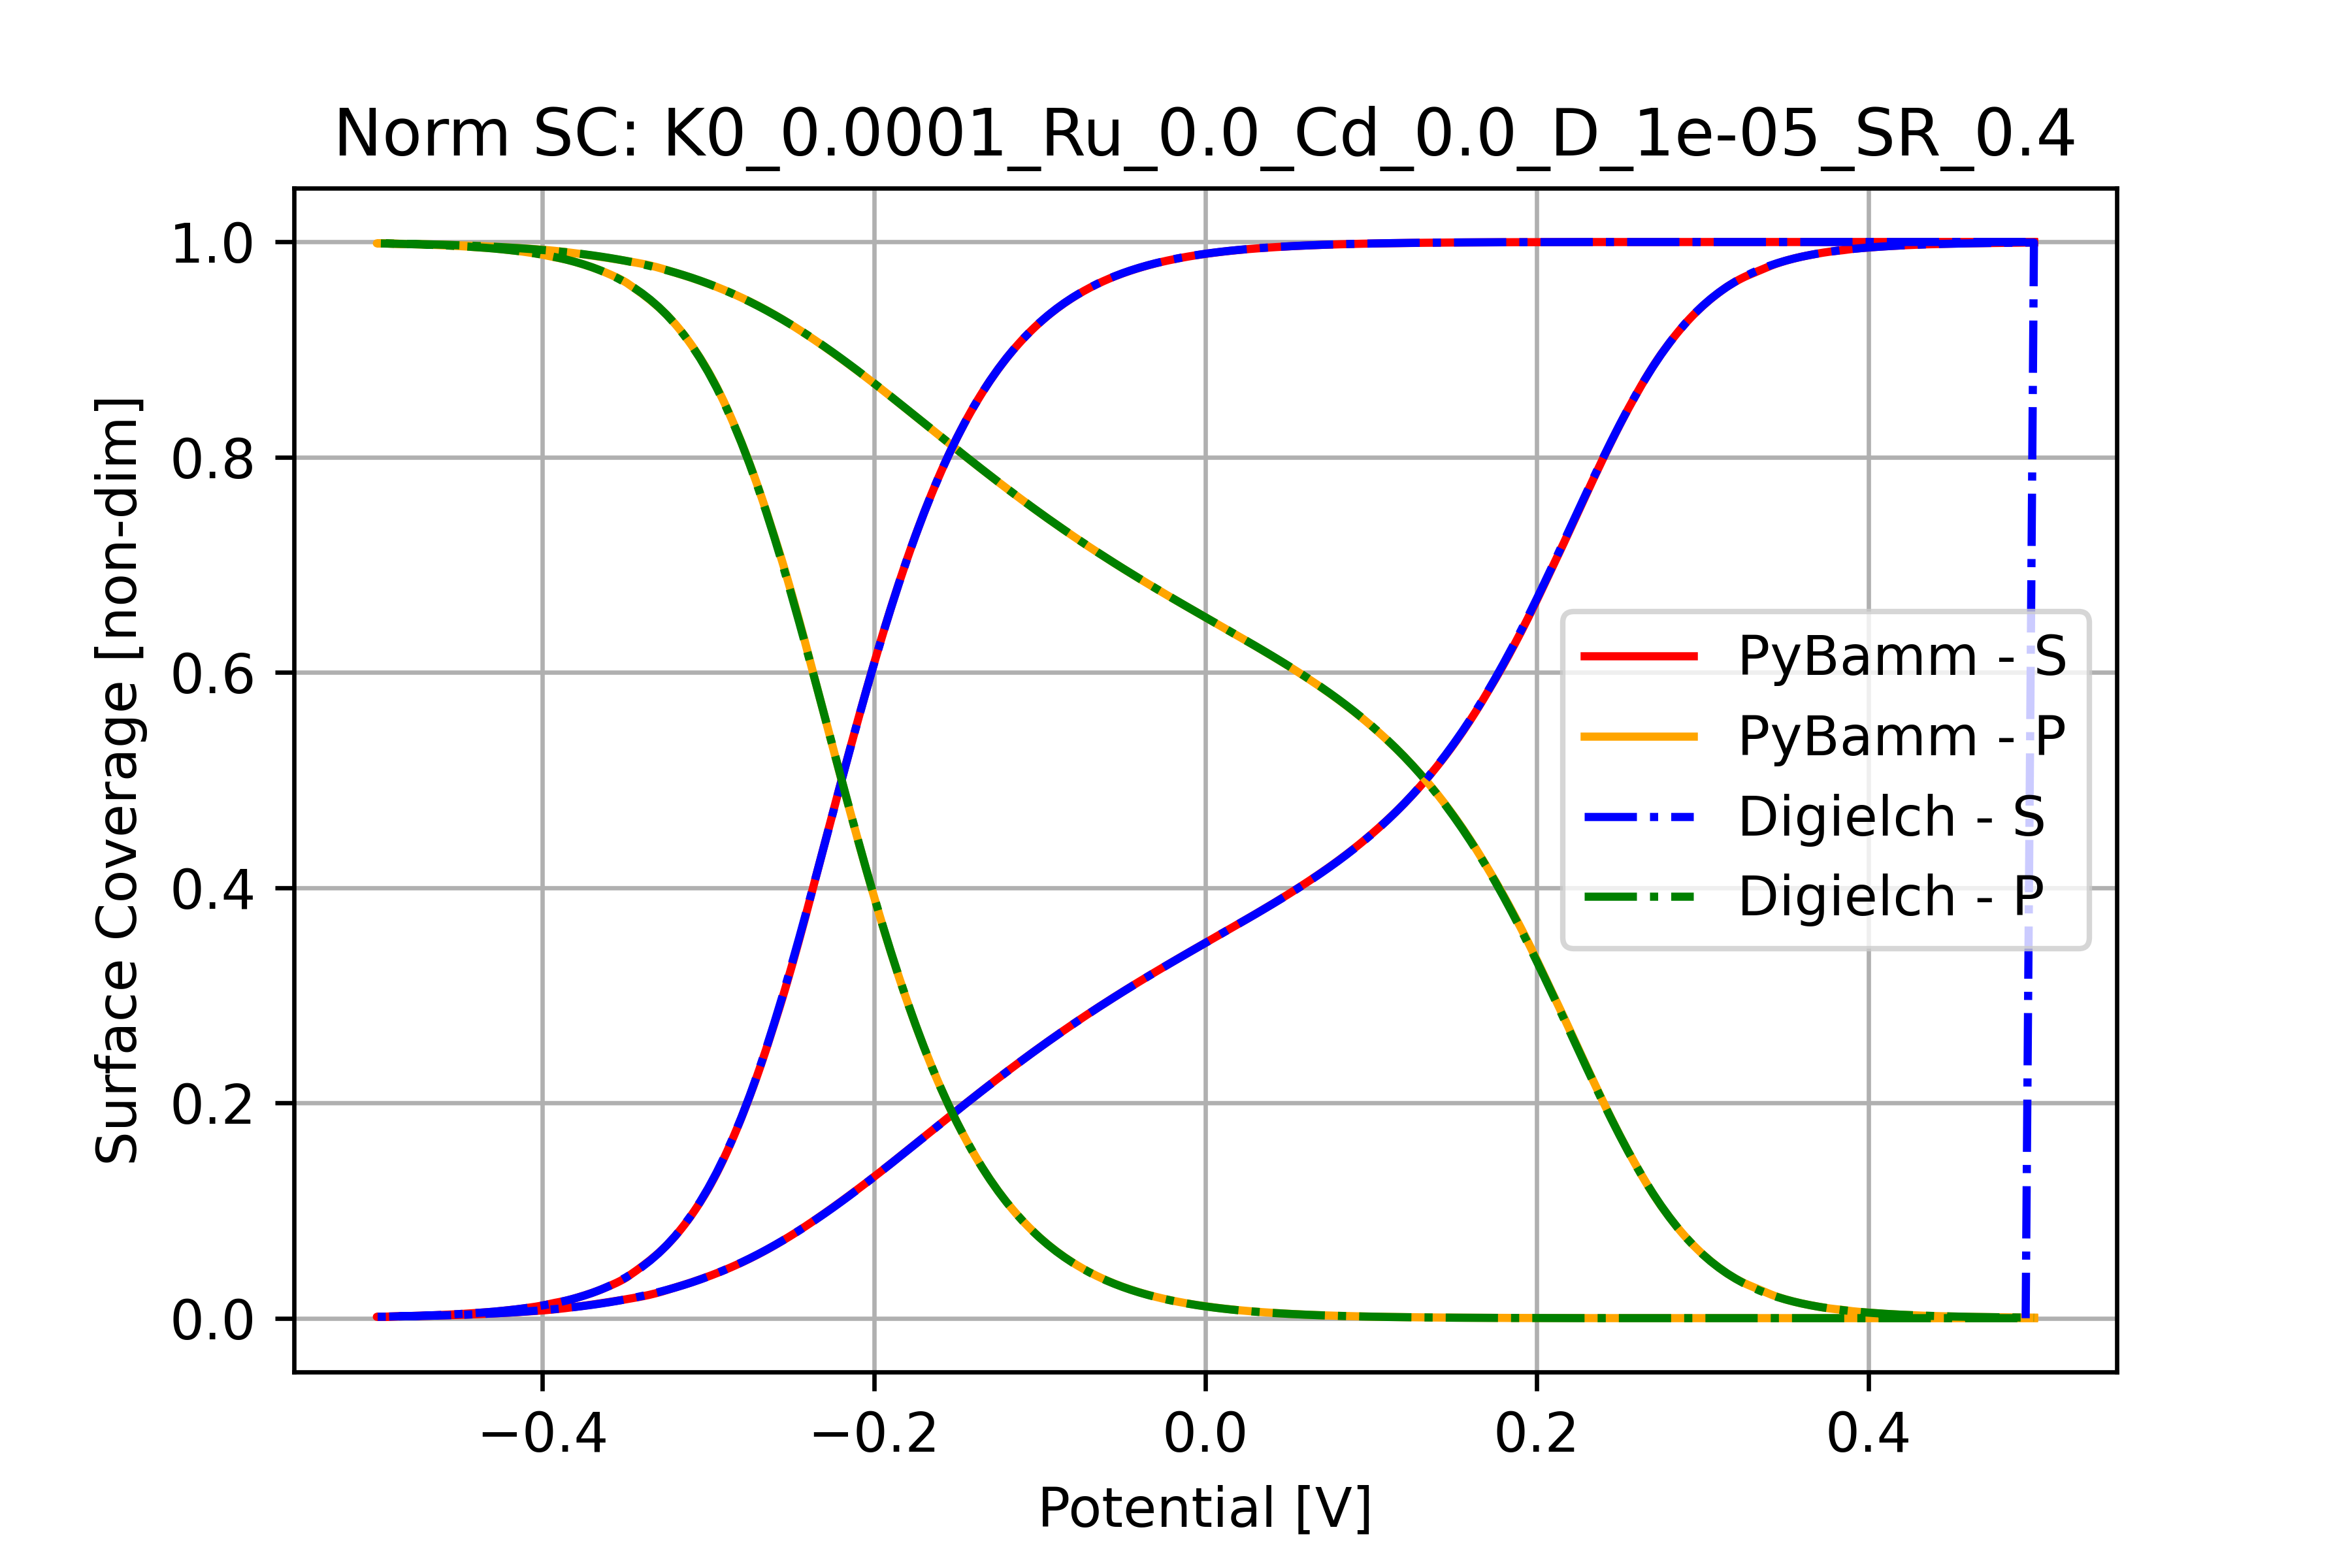 Norm SC: K0_0.0001_Ru_0.0_Cd_0.0_D_1e-05_SR_0.4
Surface Coverage [non-dim]
1.0
0.8
0.6
0.4
0.2
0.0
PyBamm - S
PyBamm - P
Digielch - S
Digielch - P
−0.4 −0.2 0.0 0.2 0.4
Potential [V]